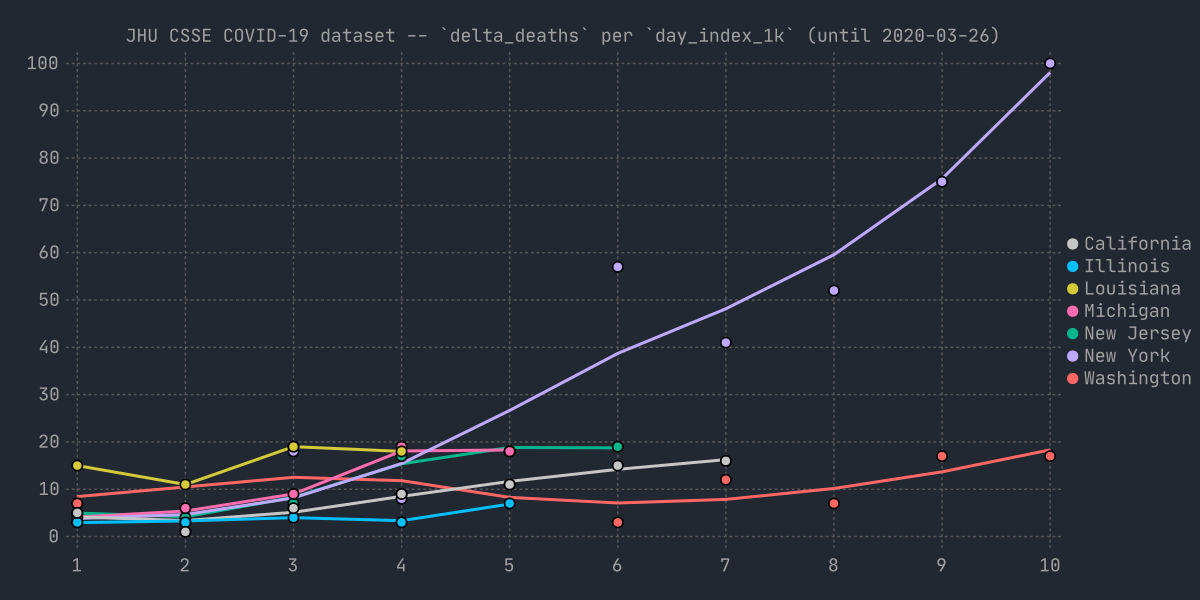 JHU CSSE COVID-19 dataset -- `delta_deaths` per `day_index_1k` (until 2020-03-26)
100
90
80
70
60
50
40
30
20
10
0
1 2 3 4 5 6 7 8 9 10
California
Illinois
Louisiana
Michigan
New Jersey
New York
Washington